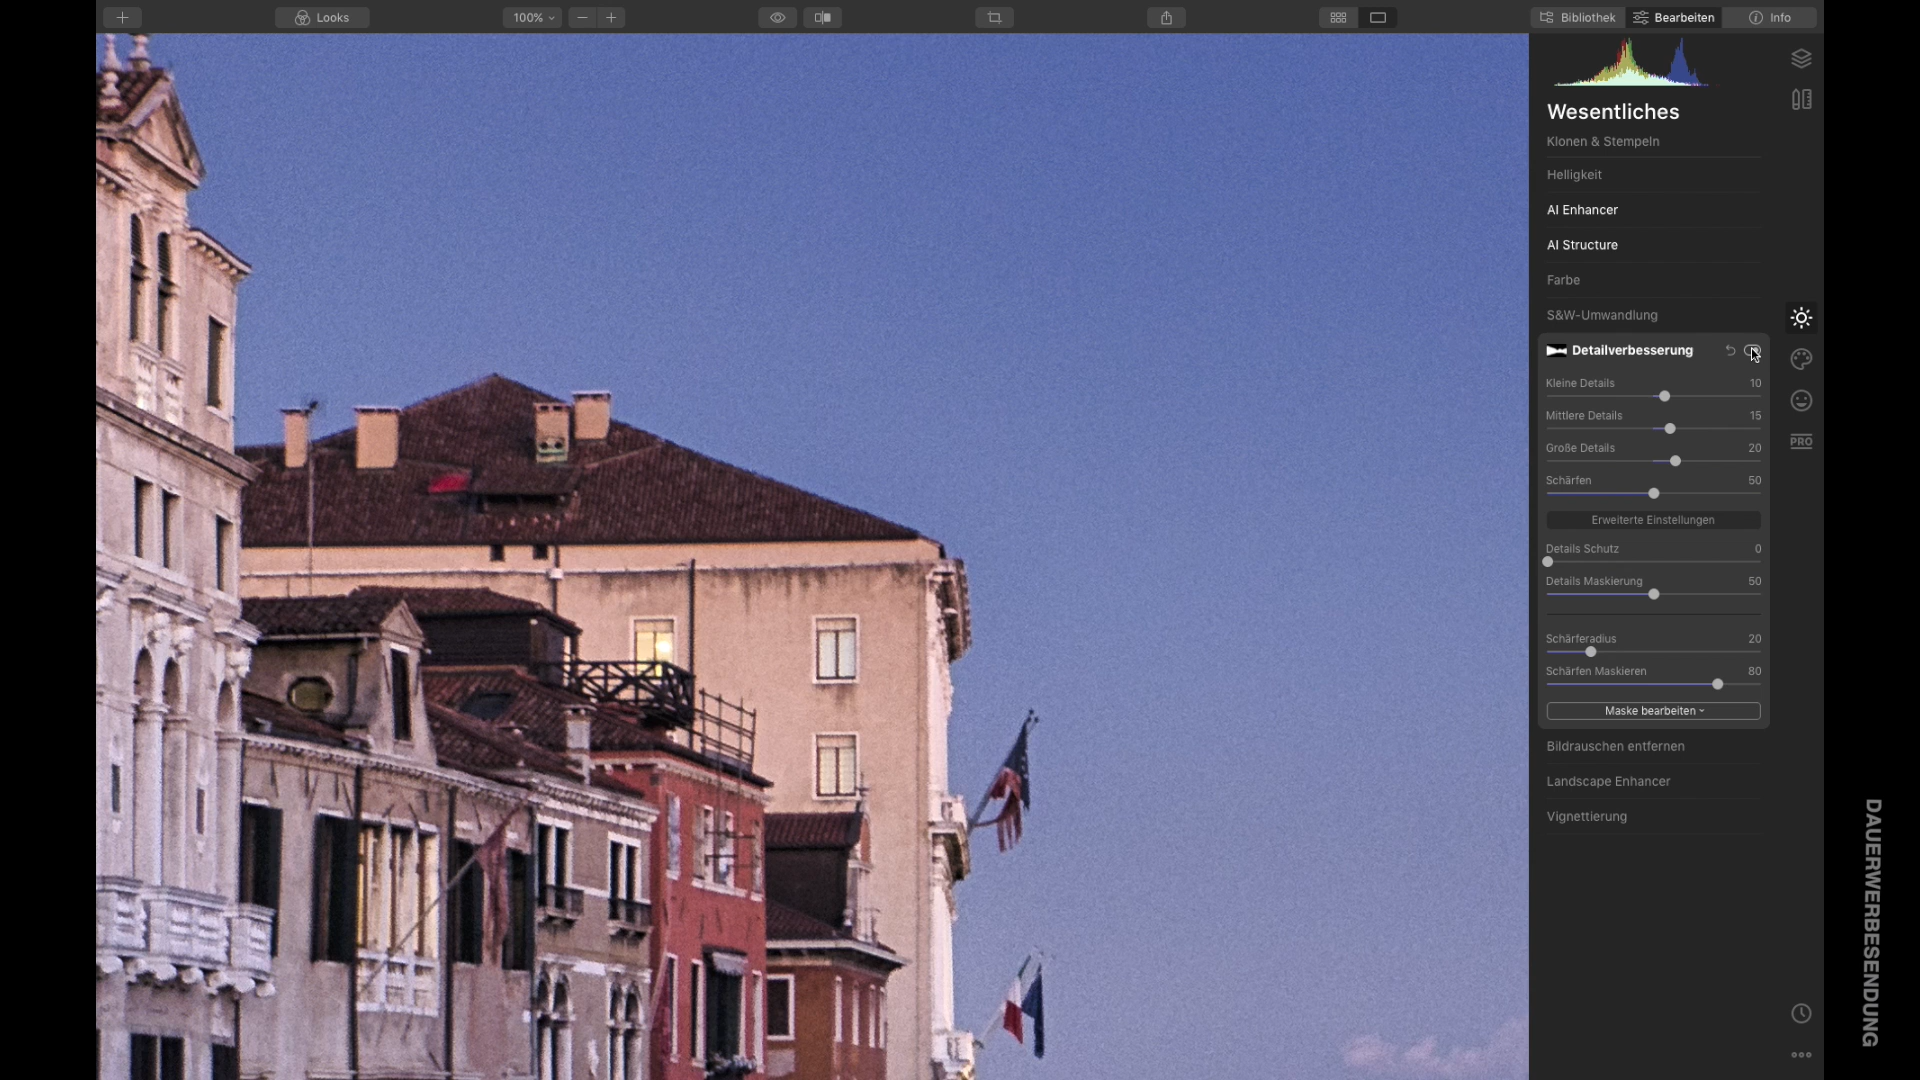 Looks
100%
Bibliothek
Bearbeiten
Info
Wesentliches
Klonen & Stempeln
Helligkeit
AI Enhancer
AI Structure
Farbe
S&W-Umwandlung
Detailverbesserung
Kleine Details 10
Mittlere Details 15
Große Details 20
Schärfen 50
Erweiterte Einstellungen
Details Schutz 0
Details Maskierung 50
Schärferadius 20
Schärfen Maskieren 80
Maske bearbeiten
Bildrauschen entfernen
Landscape Enhancer
Vignettierung
PRO
DAUERWERBESENDUNG